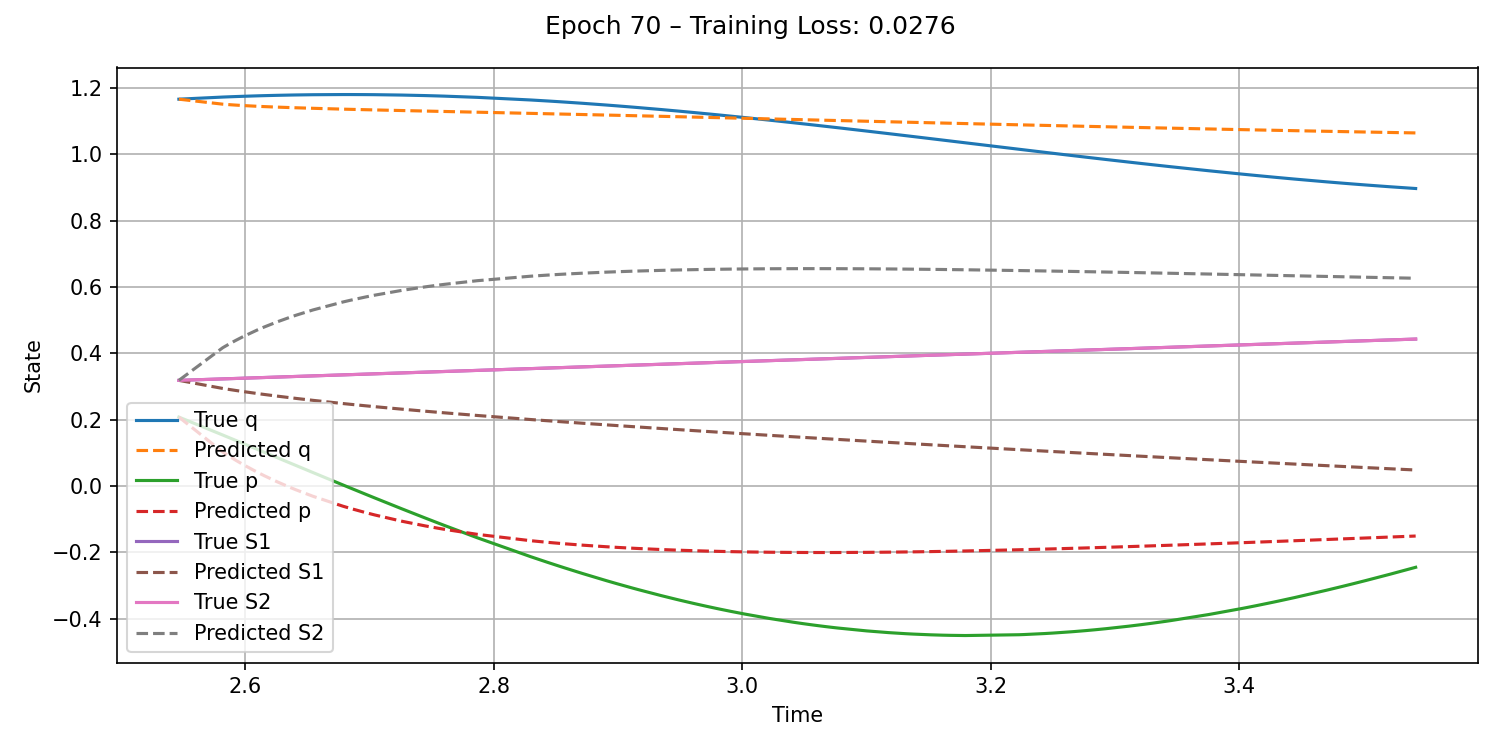 Epoch 70 – Training Loss: 0.0276
1.2
1.0
0.8
0.6
0.4
0.2
0.0
−0.2
−0.4
State
True q
Predicted q
True p
Predicted p
True S1
Predicted S1
True S2
Predicted S2
2.6 2.8 3.0 3.2 3.4
Time